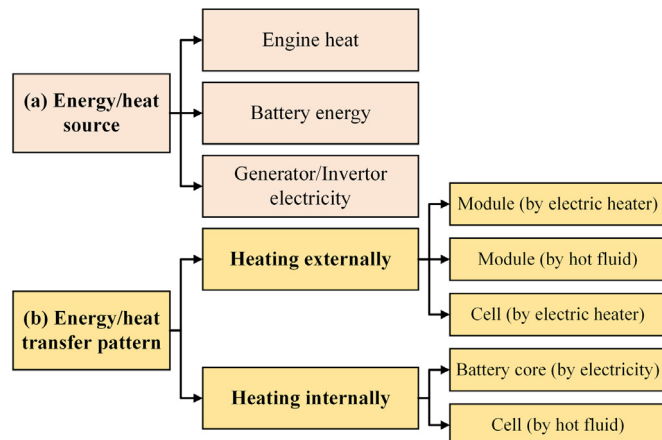 (a) Energy/heat
source
Engine heat
Battery energy
Generator/Invertor
electricity
(b) Energy/heat
transfer pattern
Heating externally
Module (by electric heater)
Module (by hot fluid)
Cell (by electric heater)
Heating internally
Battery core (by electricity)
Cell (by hot fluid)